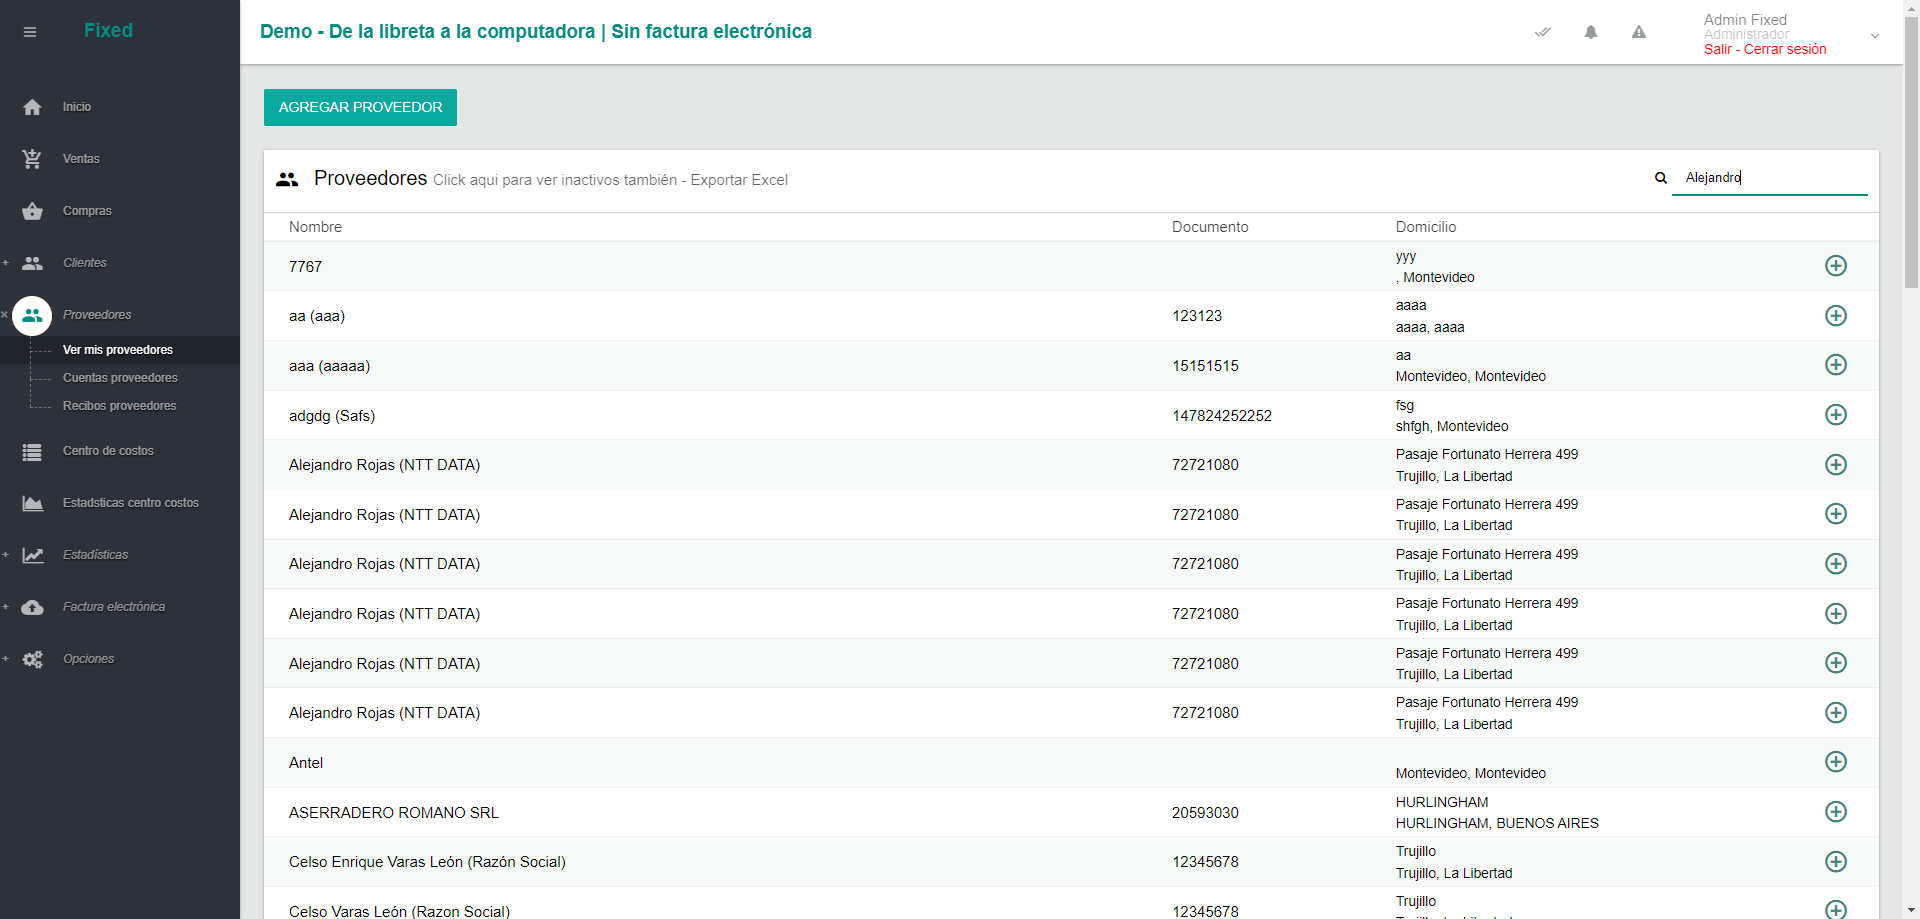 Fixed
Demo - De la libreta a la computadora | Sin factura electrónica
Admin Fixed
Administrador
Salir - Cerrar sesión
Inicio
Ventas
Compras
+ Clientes
× Proveedores
Ver mis proveedores
Cuentas proveedores
Recibos proveedores
Centro de costos
Estadsticas centro costos
+ Estadísticas
+ Factura electrónica
+ Opciones
AGREGAR PROVEEDOR
Proveedores Click aqui para ver inactivos también - Exportar Excel
Alejandro
Nombre Documento Domicilio
7767 yyy
, Montevideo
aa (aaa) 123123 aaaa
aaaa, aaaa
aaa (aaaaa) 15151515 aa
Montevideo, Montevideo
adgdg (Safs) 147824252252 fsg
shfgh, Montevideo
Alejandro Rojas (NTT DATA) 72721080 Pasaje Fortunato Herrera 499
Trujillo, La Libertad
Alejandro Rojas (NTT DATA) 72721080 Pasaje Fortunato Herrera 499
Trujillo, La Libertad
Alejandro Rojas (NTT DATA) 72721080 Pasaje Fortunato Herrera 499
Trujillo, La Libertad
Alejandro Rojas (NTT DATA) 72721080 Pasaje Fortunato Herrera 499
Trujillo, La Libertad
Alejandro Rojas (NTT DATA) 72721080 Pasaje Fortunato Herrera 499
Trujillo, La Libertad
Alejandro Rojas (NTT DATA) 72721080 Pasaje Fortunato Herrera 499
Trujillo, La Libertad
Antel
Montevideo, Montevideo
ASERRADERO ROMANO SRL 20593030 HURLINGHAM
HURLINGHAM, BUENOS AIRES
Celso Enrique Varas León (Razón Social) 12345678 Trujillo
Trujillo, La Libertad
Celso Varas León (Razon Social) 12345678 Trujillo